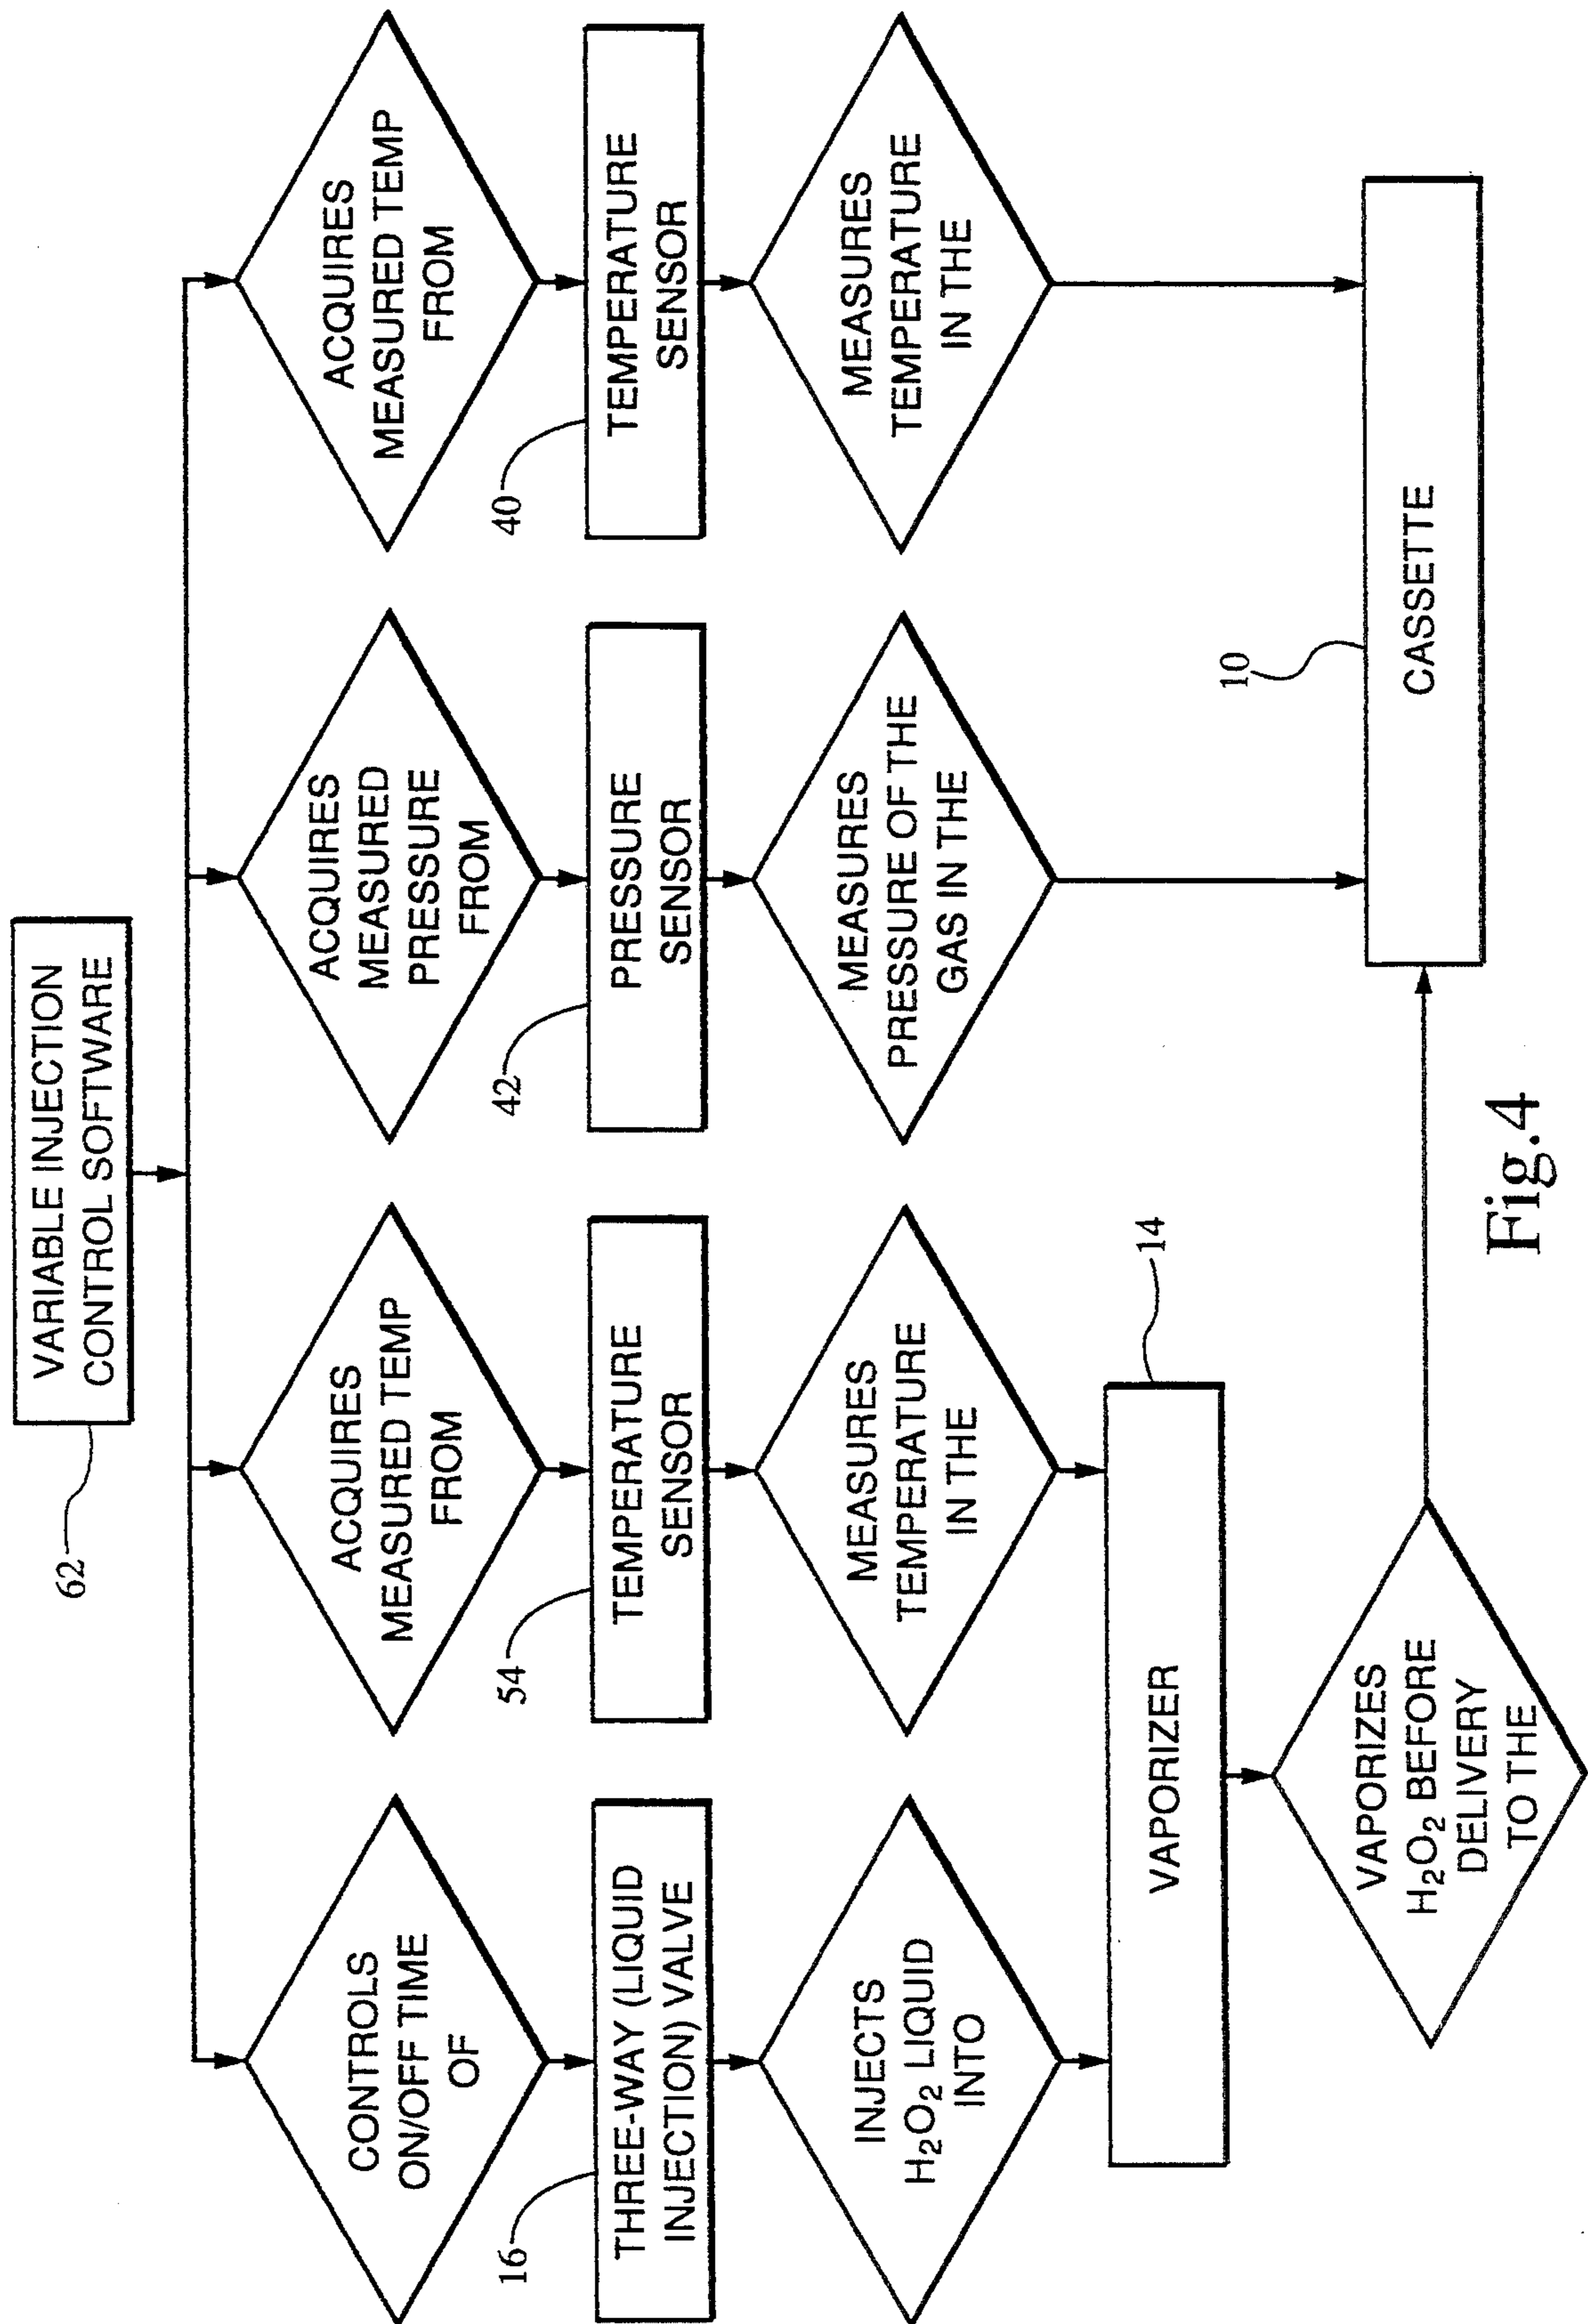 VARIABLE INJECTION
CONTROL SOFTWARE
62
CONTROLS
ON/OFF TIME
OF
ACQUIRES
MEASURED TEMP
FROM
ACQUIRES
MEASURED
PRESSURE
FROM
ACQUIRES
MEASURED TEMP
FROM
16
THREE-WAY (LIQUID
INJECTION) VALVE
54
TEMPERATURE
SENSOR
42
PRESSURE
SENSOR
40
TEMPERATURE
SENSOR
INJECTS
H₂O₂ LIQUID
INTO
MEASURES
TEMPERATURE
IN THE
MEASURES
PRESSURE OF THE
GAS IN THE
MEASURES
TEMPERATURE
IN THE
VAPORIZER
14
10
CASSETTE
VAPORIZES
H₂O₂ BEFORE
DELIVERY
TO THE
Fig.4